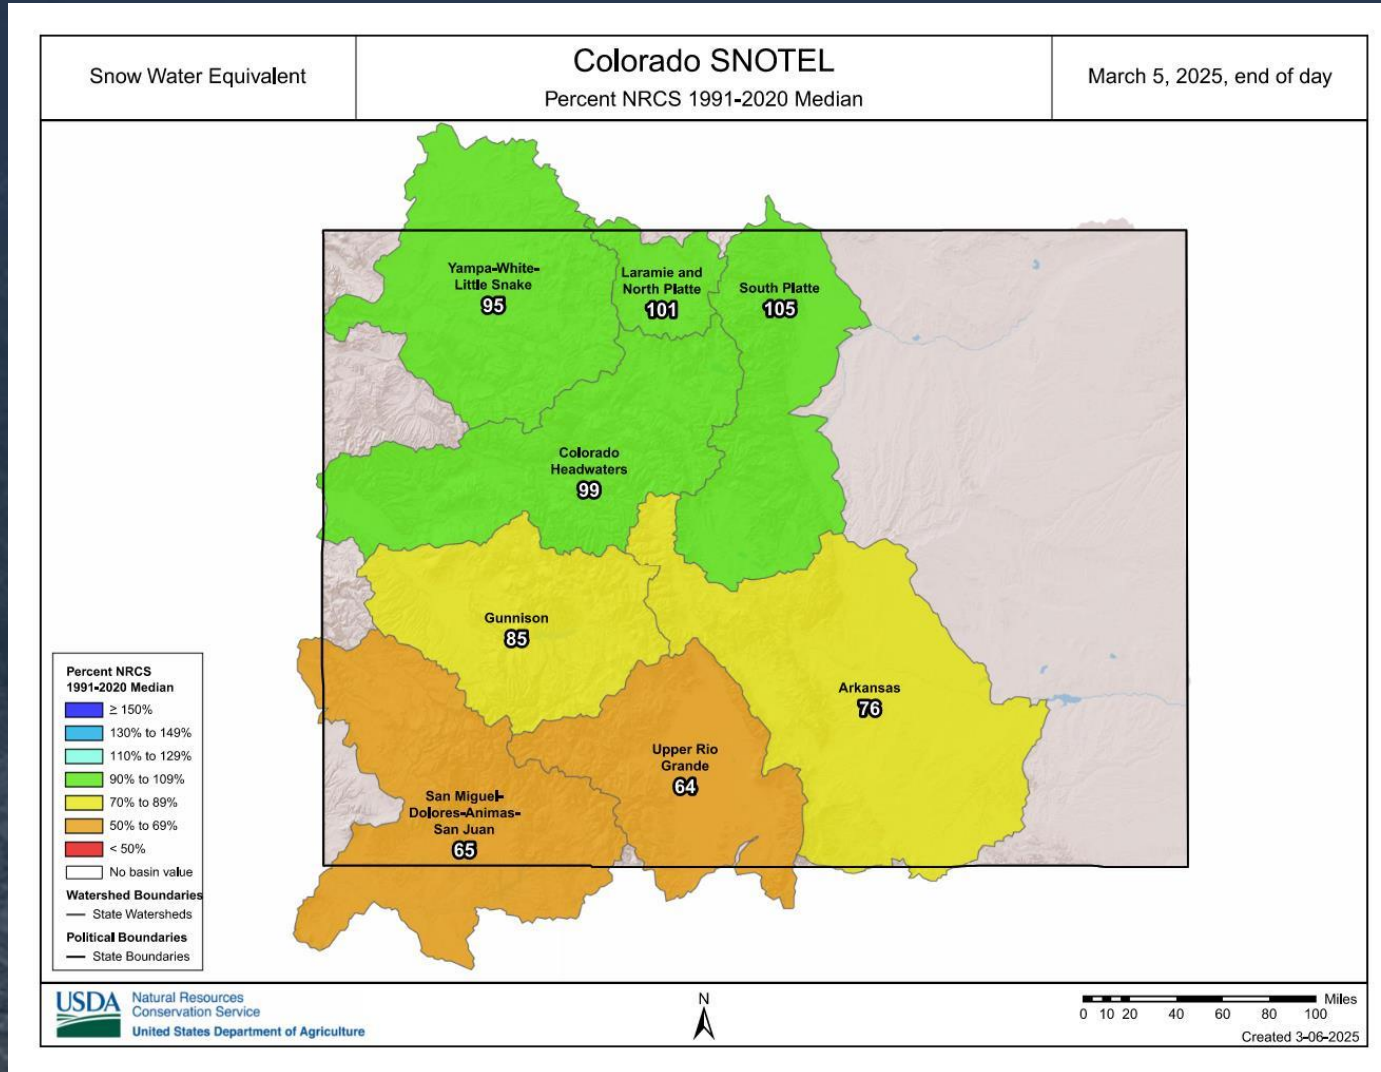 Snow Water Equivalent
Colorado SNOTEL
Percent NRCS 1991-2020 Median
March 5, 2025, end of day
Yampa-White-
Little Snake
95
Laramie and
North Platte
101
South Platte
105
Colorado
Headwaters
99
Gunnison
85
Arkansas
76
Upper Rio
Grande
64
San Miguel-
Dolores-Animas-
San Juan
65
Percent NRCS
1991-2020 Median
≥ 150%
130% to 149%
110% to 129%
90% to 109%
70% to 89%
50% to 69%
< 50%
No basin value
Watershed Boundaries
State Watersheds
Political Boundaries
State Boundaries
USDA
Natural Resources
Conservation Service
United States Department of Agriculture
N
Miles
0 10 20 40 60 80 100
Created 3-06-2025